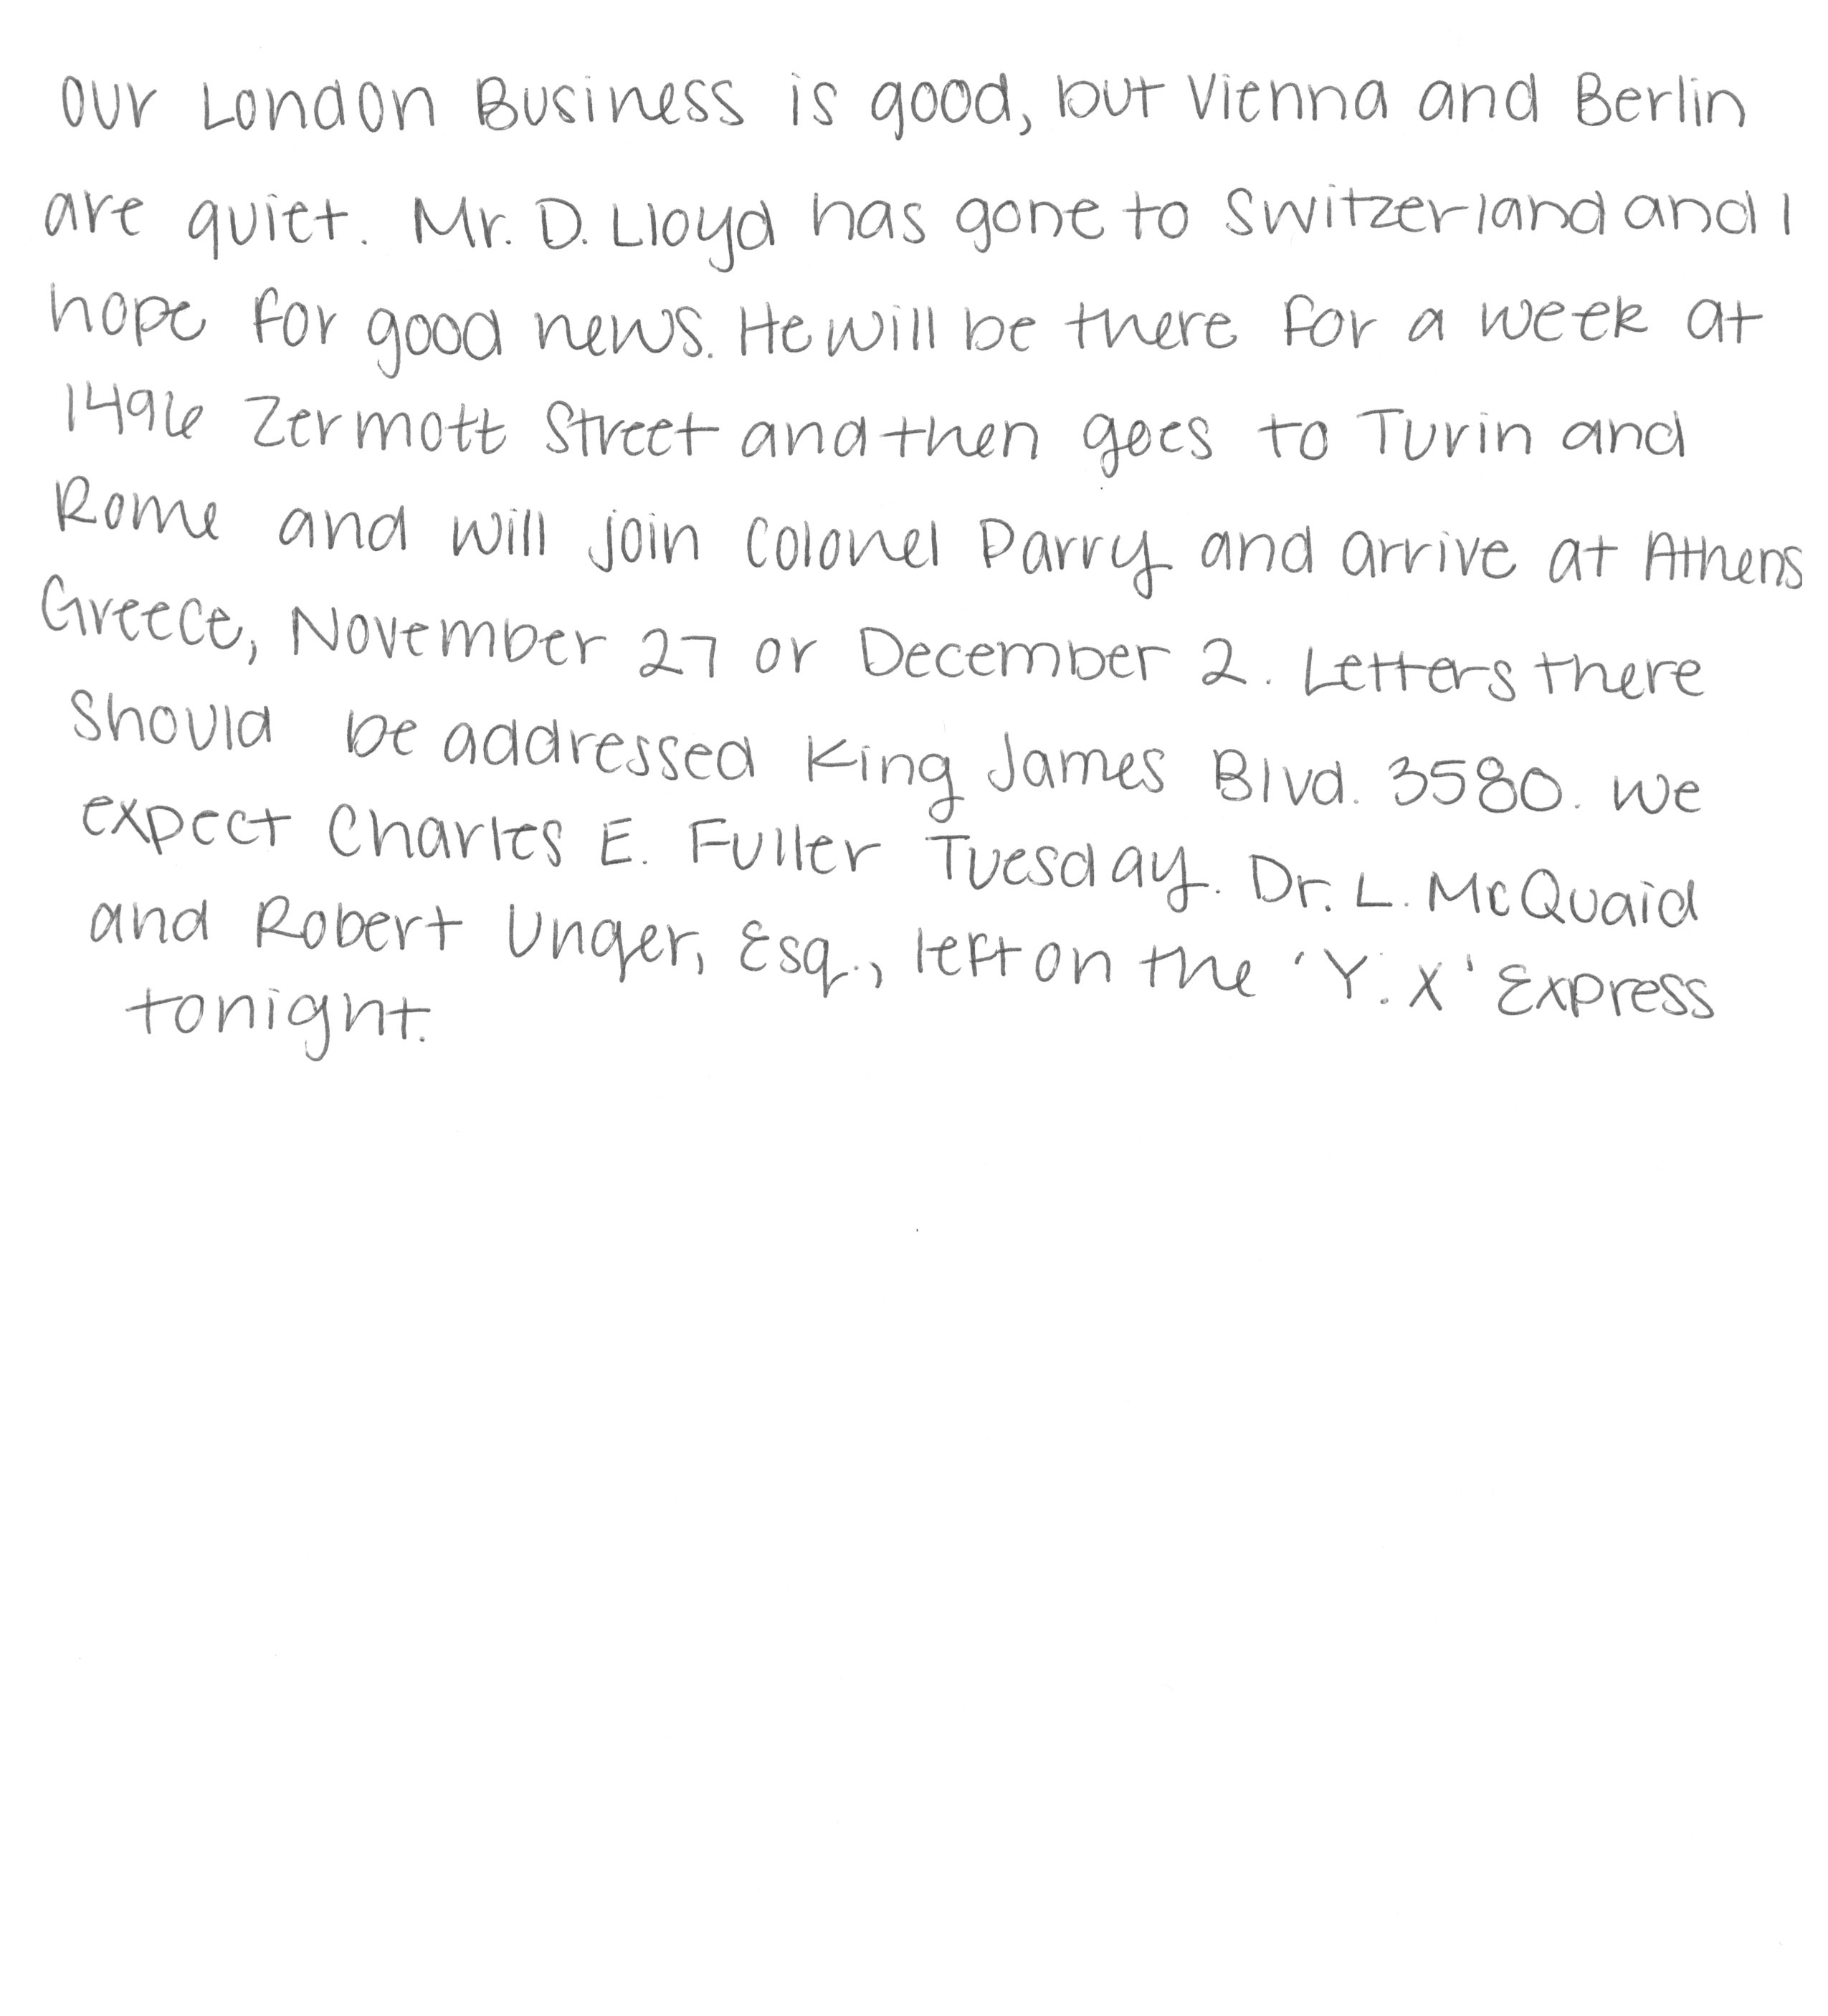 Our London Business is good, but Vienna and Berlin
are quiet. Mr. D. Lloyd has gone to Switzerland and I
hope for good news. He will be there for a week at
1496 Zermott Street and then goes to Turin and
Rome and will join Colonel Parry and arrive at Athens
Greece, November 27 or December 2. Letters there
should be addressed King James Blvd. 3580. We
expect Charles E. Fuller Tuesday. Dr. L. McQuaid
and Robert Unger, Esq., left on the 'Y.X' Express
tonight.